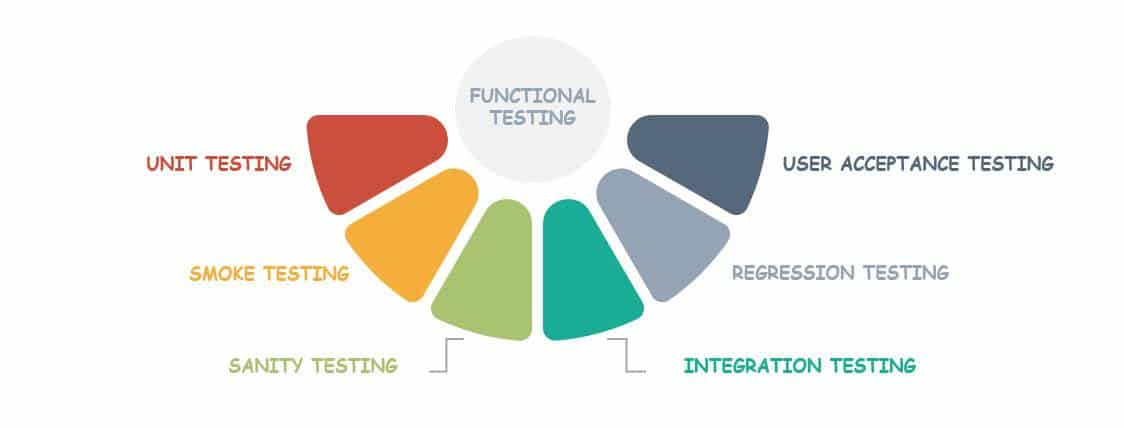 FUNCTIONAL
TESTING
UNIT TESTING
USER ACCEPTANCE TESTING
SMOKE TESTING
REGRESSION TESTING
SANITY TESTING
INTEGRATION TESTING